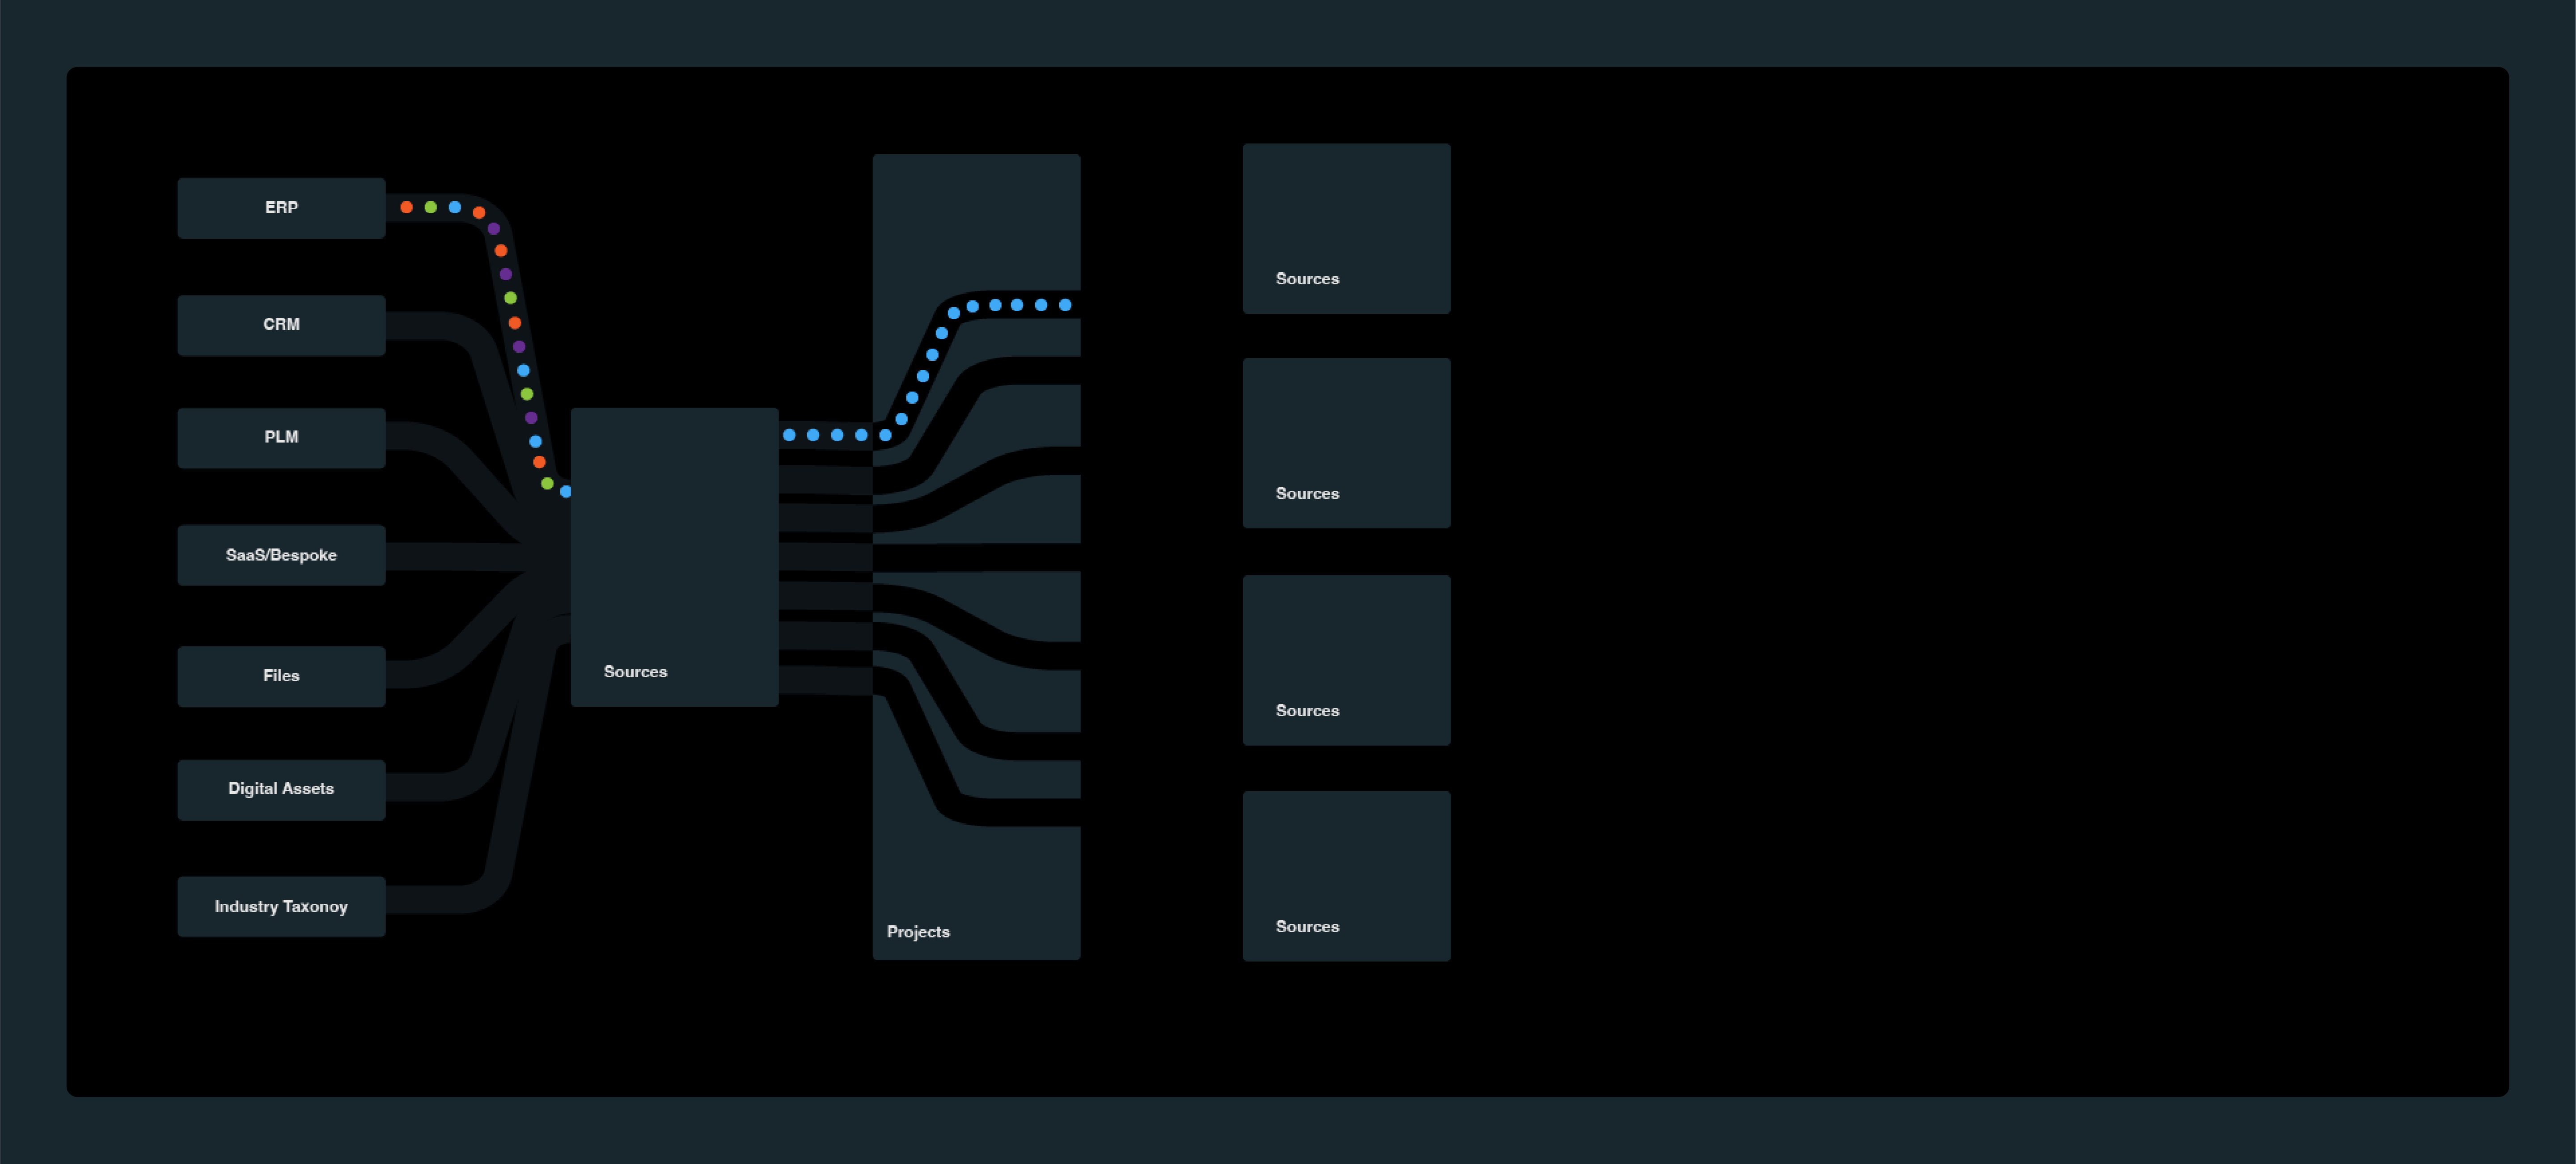 ERP
CRM
PLM
SaaS/Bespoke
Files
Digital Assets
Industry Taxonoy
Sources
Projects
Sources
Sources
Sources
Sources